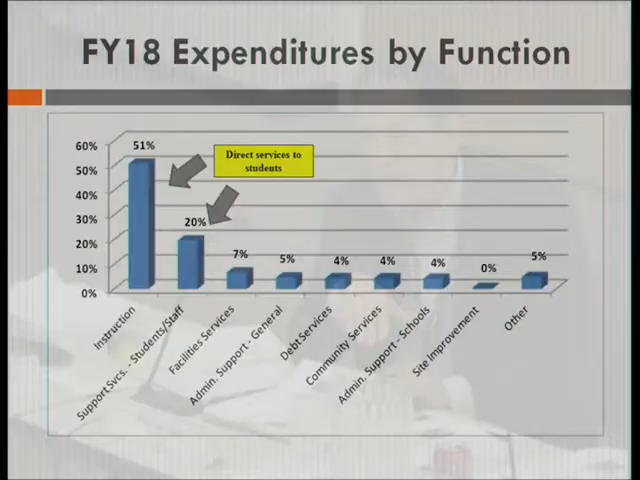 FY18 Expenditures by Function
60%
50%
40%
30%
20%
10%
0%
51%
20%
7%
5%
4%
4%
4%
0%
5%
Direct services to
students
Instruction
Support Svcs. - Students/Staff
Facilities Services
Admin. Support - General
Debt Services
Community Services
Admin. Support - Schools
Site Improvement
Other